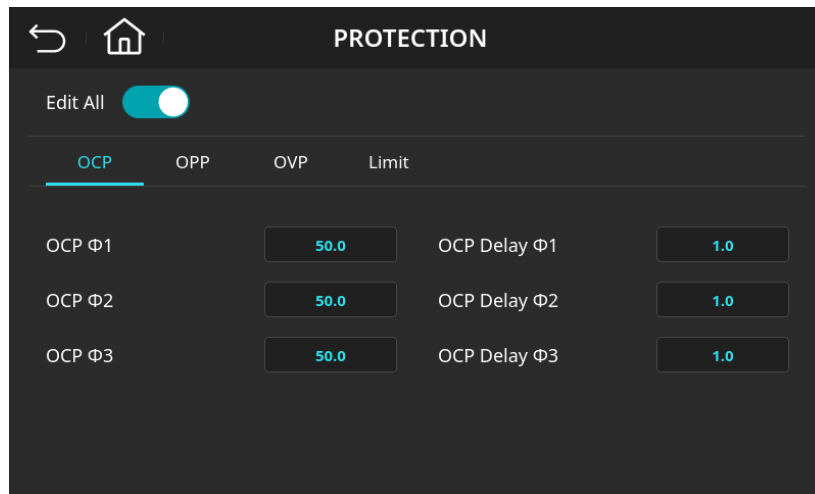 PROTECTION
Edit All
OCP OPP OVP Limit
OCP Φ1 50.0 OCP Delay Φ1 1.0
OCP Φ2 50.0 OCP Delay Φ2 1.0
OCP Φ3 50.0 OCP Delay Φ3 1.0